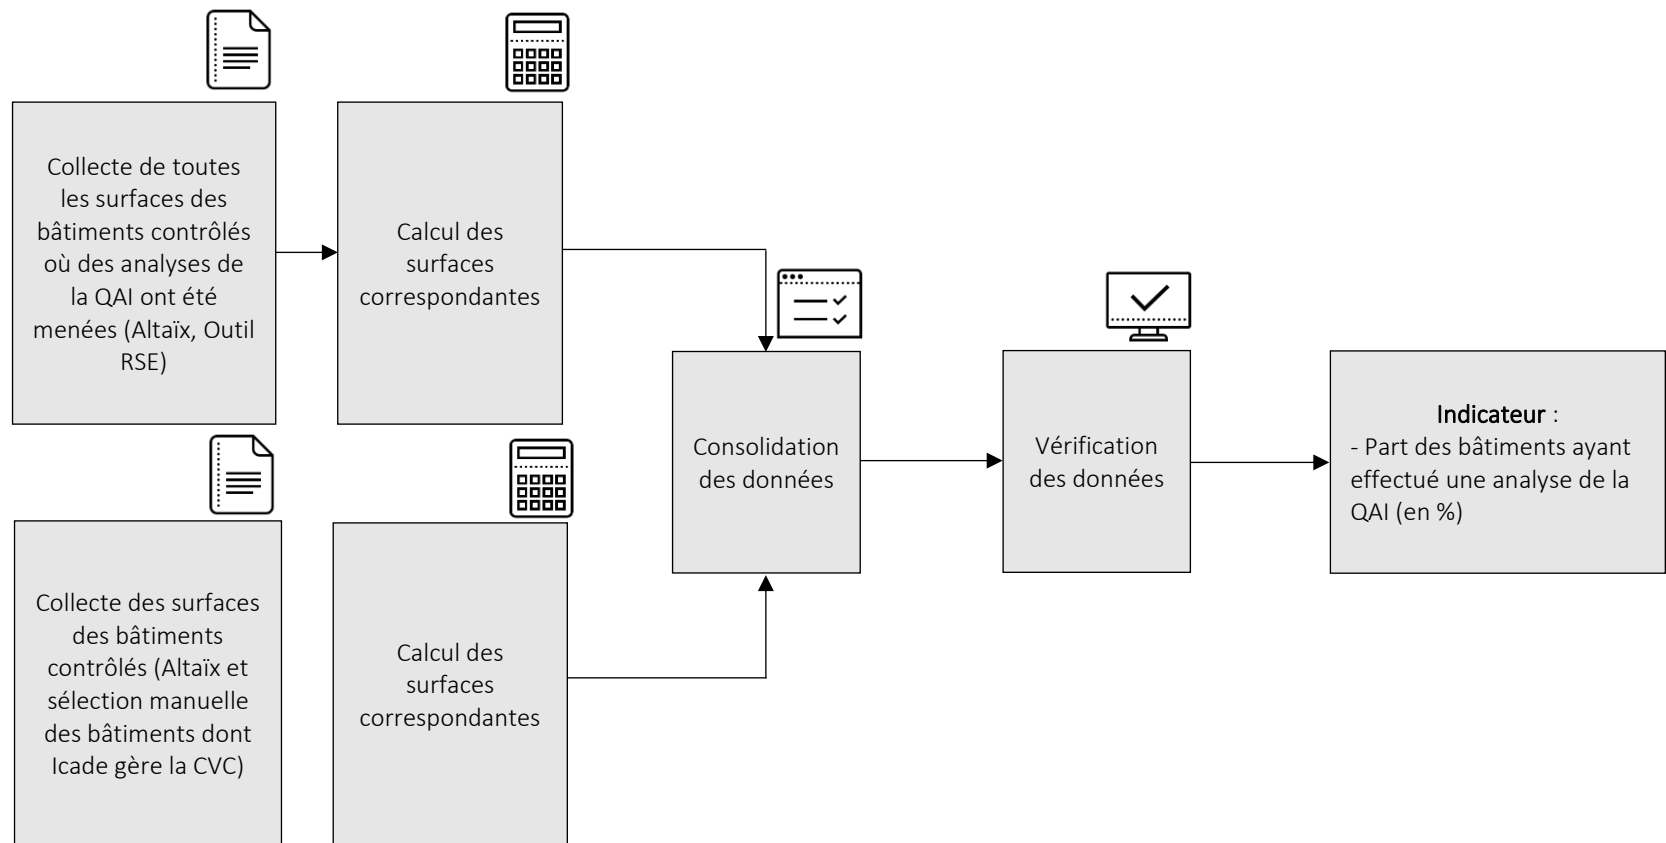 Collecte de toutes
les surfaces des
bâtiments contrôlés
où des analyses de
la QAI ont été
menées (Altaïx, Outil
RSE)
Calcul des
surfaces
correspondantes
Collecte des surfaces
des bâtiments
contrôlés (Altaïx et
sélection manuelle
des bâtiments dont
Icade gère la CVC)
Calcul des
surfaces
correspondantes
Consolidation
des données
Vérification
des données
Indicateur :
- Part des bâtiments ayant
effectué une analyse de la
QAI (en %)